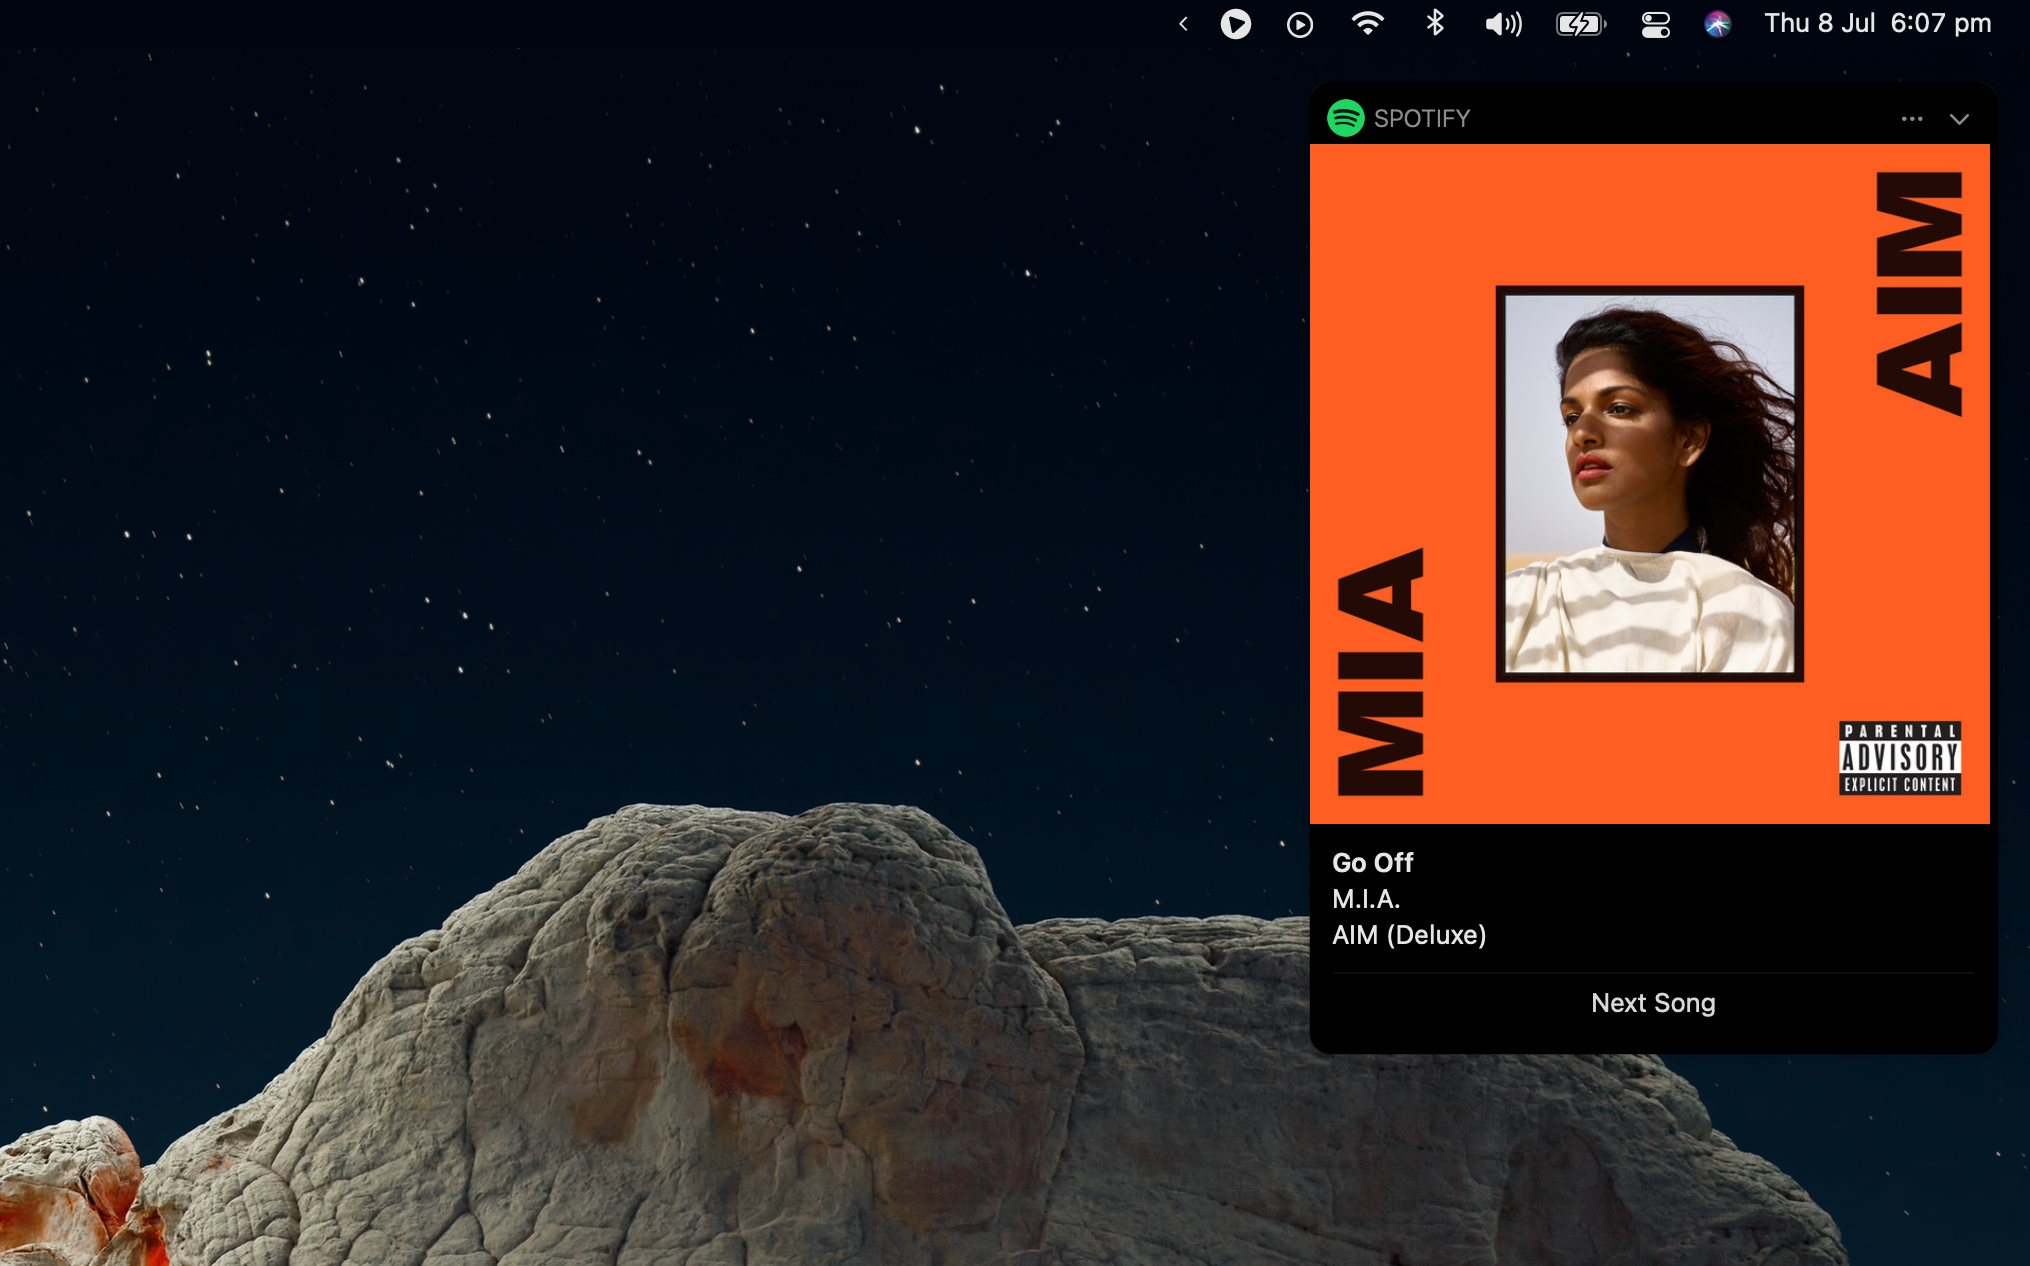 Thu 8 Jul 6:07 pm
SPOTIFY
AIM
MIA
PARENTAL
ADVISORY
EXPLICIT CONTENT
Go Off
M.I.A.
AIM (Deluxe)
Next Song